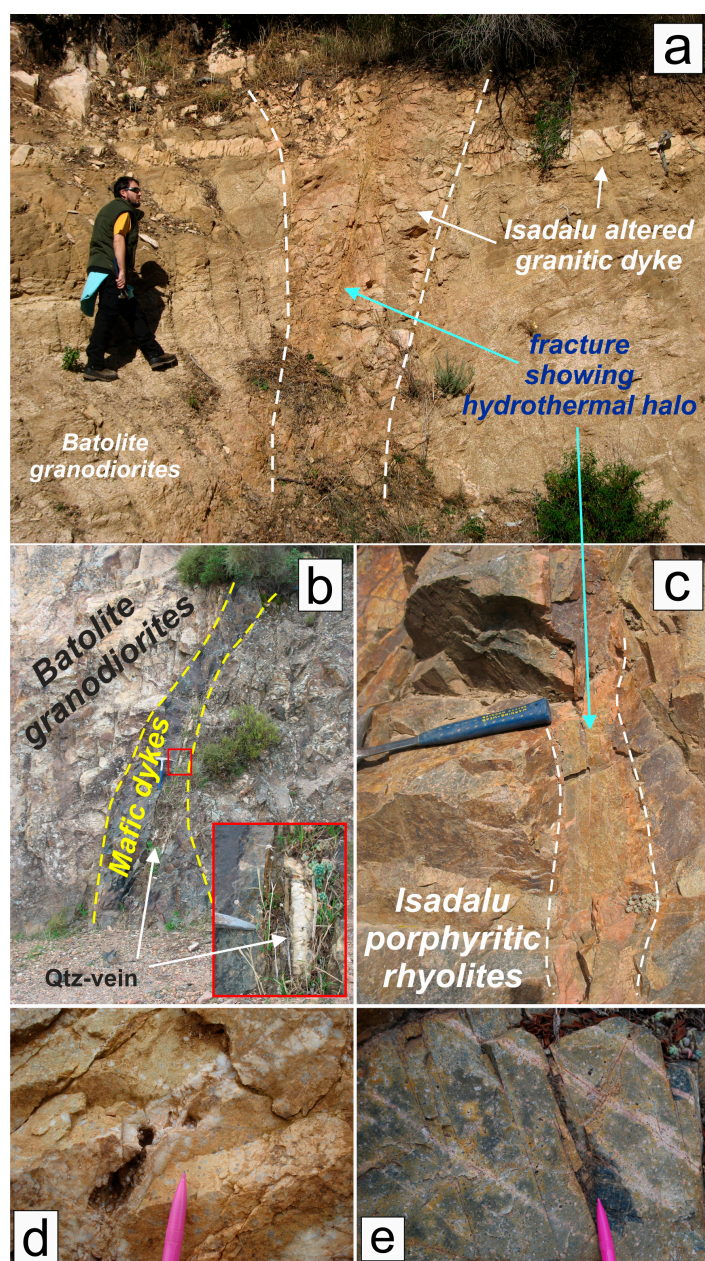 a
Isadalu altered
granitic dyke
fracture
showing
hydrothermal halo
Batolite
granodiorites
b
Batolite
granodiorites
Mafic dykes
Qtz-vein
c
Isadalu
porphyritic
rhyolites
d
e